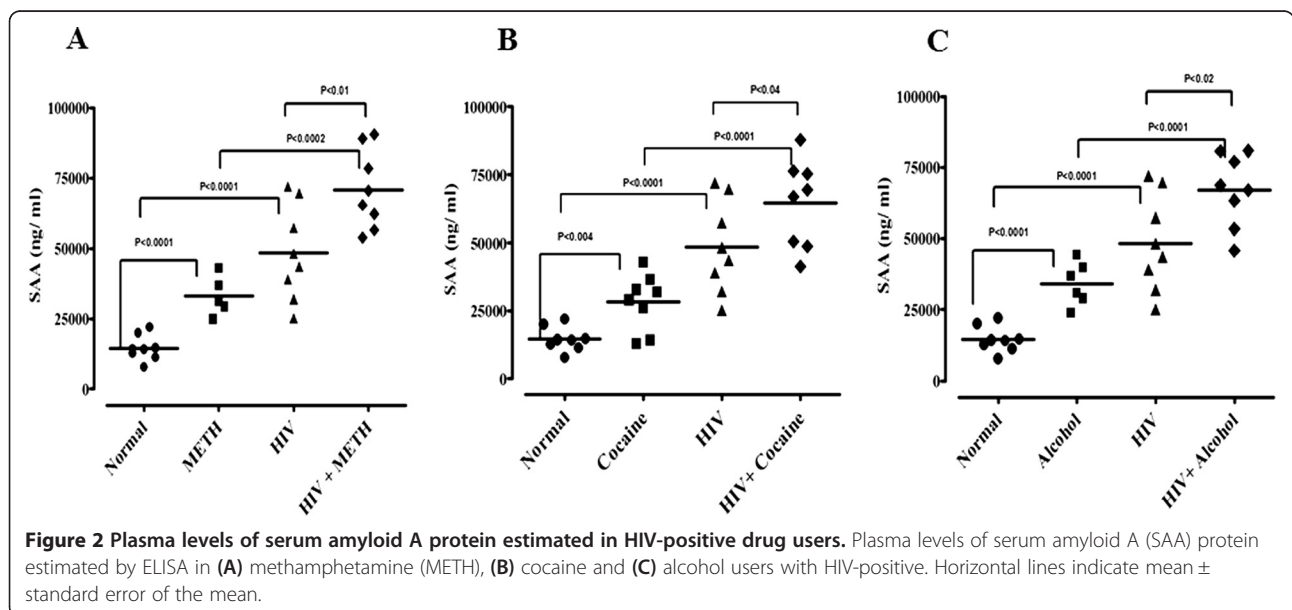 A
P<0.01
100000
P<0.0002
75000
P<0.0001
SAA (ng/ ml)
50000
P<0.0001
25000
0
Normal
METH
HIV
HIV + METH
B
P<0.04
100000
P<0.0001
75000
P<0.0001
SAA (ng/ ml)
50000
P<0.004
25000
0
Normal
Cocaine
HIV
HIV+ Cocaine
C
P<0.02
100000
P<0.0001
75000
P<0.0001
SAA (ng/ ml)
50000
P<0.0001
25000
0
Normal
Alcohol
HIV
HIV+ Alcohol
Figure 2 Plasma levels of serum amyloid A protein estimated in HIV-positive drug users. Plasma levels of serum amyloid A (SAA) protein
estimated by ELISA in (A) methamphetamine (METH), (B) cocaine and (C) alcohol users with HIV-positive. Horizontal lines indicate mean ±
standard error of the mean.